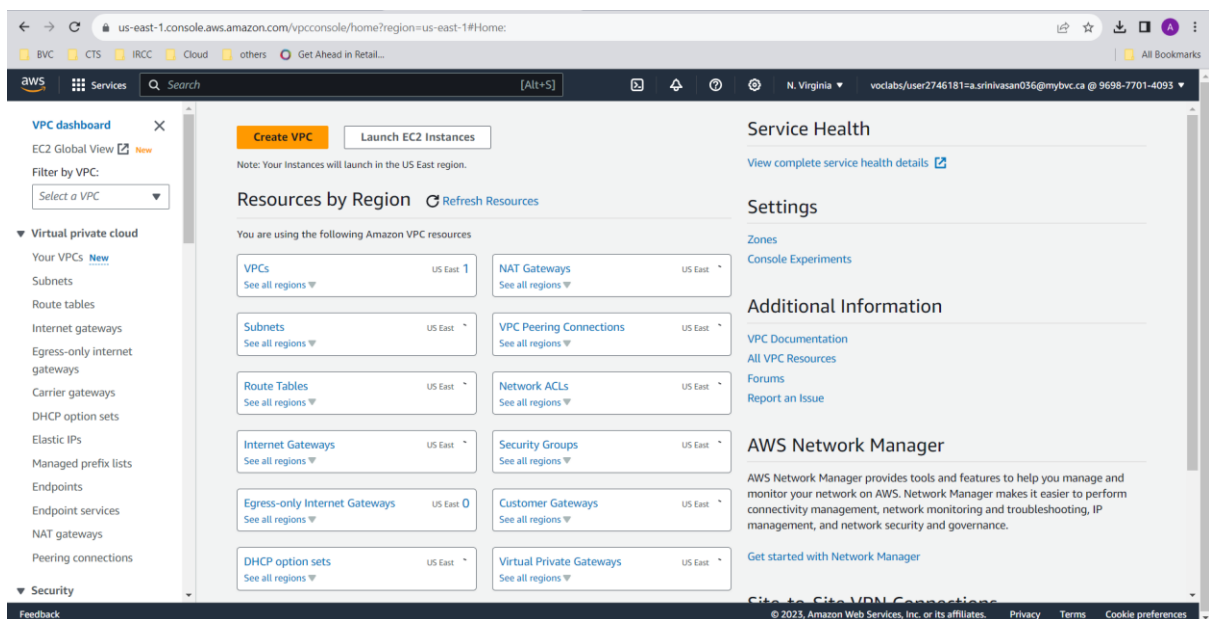 us-east-1.console.aws.amazon.com/vpcconsole/home?region=us-east-1#Home:
A
BVC CTS IRCC Cloud others Get Ahead in Retail... All Bookmarks
aws Services Search [Alt+S] N. Virginia ▼ voclabs/user2746181=a.srinivasan036@mybvc.ca @ 9698-7701-4093 ▼
VPC dashboard
EC2 Global View New
Filter by VPC:
Select a VPC
Virtual private cloud
Your VPCs New
Subnets
Route tables
Internet gateways
Egress-only internet
gateways
Carrier gateways
DHCP option sets
Elastic IPs
Managed prefix lists
Endpoints
Endpoint services
NAT gateways
Peering connections
Security
Create VPC Launch EC2 Instances
Note: Your Instances will launch in the US East region.
Resources by Region Refresh Resources
You are using the following Amazon VPC resources
VPCs US East 1
See all regions
NAT Gateways US East
See all regions
Subnets US East
See all regions
VPC Peering Connections US East
See all regions
Route Tables US East
See all regions
Network ACLs US East
See all regions
Internet Gateways US East
See all regions
Security Groups US East
See all regions
Egress-only Internet Gateways US East 0
See all regions
Customer Gateways US East
See all regions
DHCP option sets US East
See all regions
Virtual Private Gateways US East
See all regions
Service Health
View complete service health details
Settings
Zones
Console Experiments
Additional Information
VPC Documentation
All VPC Resources
Forums
Report an Issue
AWS Network Manager
AWS Network Manager provides tools and features to help you manage and
monitor your network on AWS. Network Manager makes it easier to perform
connectivity management, network monitoring and troubleshooting, IP
management, and network security and governance.
Get started with Network Manager
Site-to-Site VPN Connections
Feedback © 2023, Amazon Web Services, Inc. or its affiliates. Privacy Terms Cookie preferences